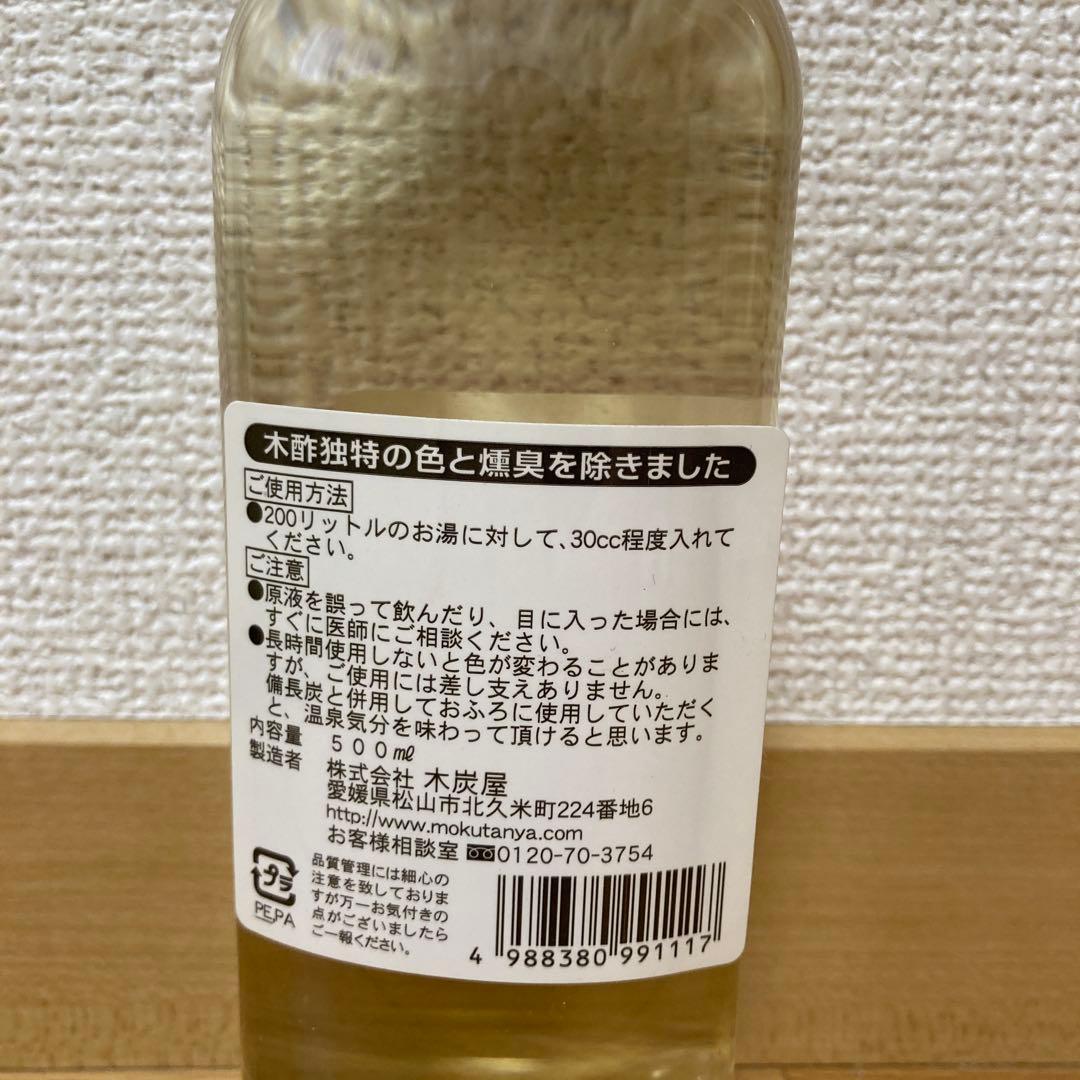 木酢独特の色と燻臭を除きました
ご使用方法
●200リットルのお湯に対して、30cc程度入れて
ください。
ご注意
●原液を誤って飲んだり、目に入った場合には、
すぐに医師にご相談ください。
●長時間使用しないと色が変わることがありま
すが、ご使用には差し支えありません。
備長炭と併用しておふろに使用していただく
と、温泉気分を味わって頂けると思います。
内容量 500㎖
製造者 株式会社 木炭屋
愛媛県松山市北久米町224番地6
http://www.mokutanya.com
お客様相談室 0120-70-3754
プラ
PE,PA
品質管理には細心の
注意を致しておりま
すが万一お気付きの
点がございましたら
ご一報ください。
4 988380 991117